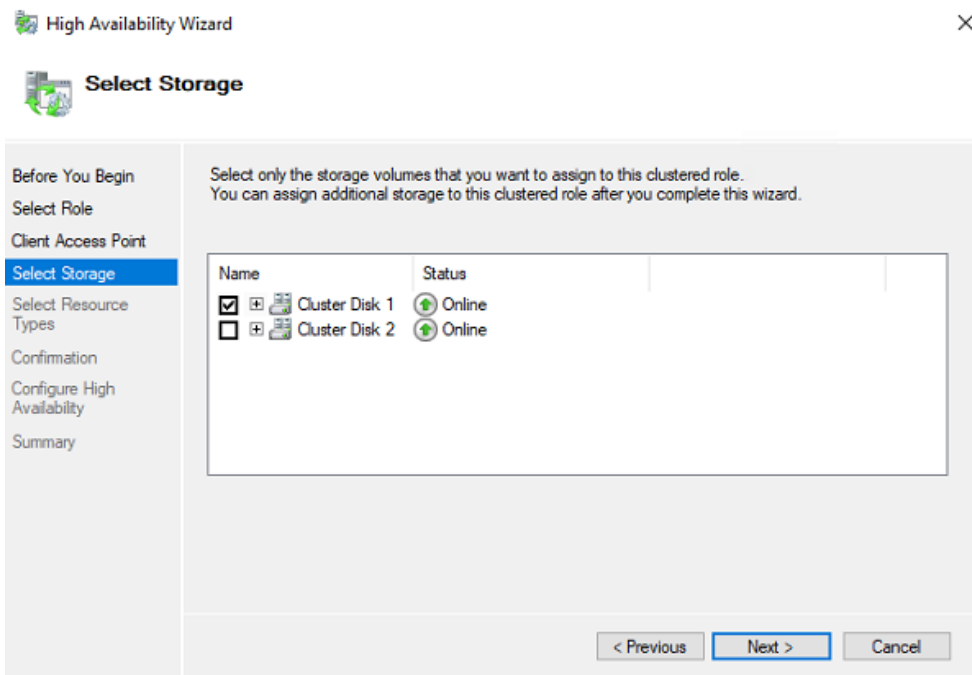 High Availability Wizard
Select Storage
Before You Begin
Select Role
Client Access Point
Select Storage
Select Resource
Types
Confirmation
Configure High
Availability
Summary
Select only the storage volumes that you want to assign to this clustered role.
You can assign additional storage to this clustered role after you complete this wizard.
Name Status
Cluster Disk 1 Online
Cluster Disk 2 Online
< Previous Next > Cancel